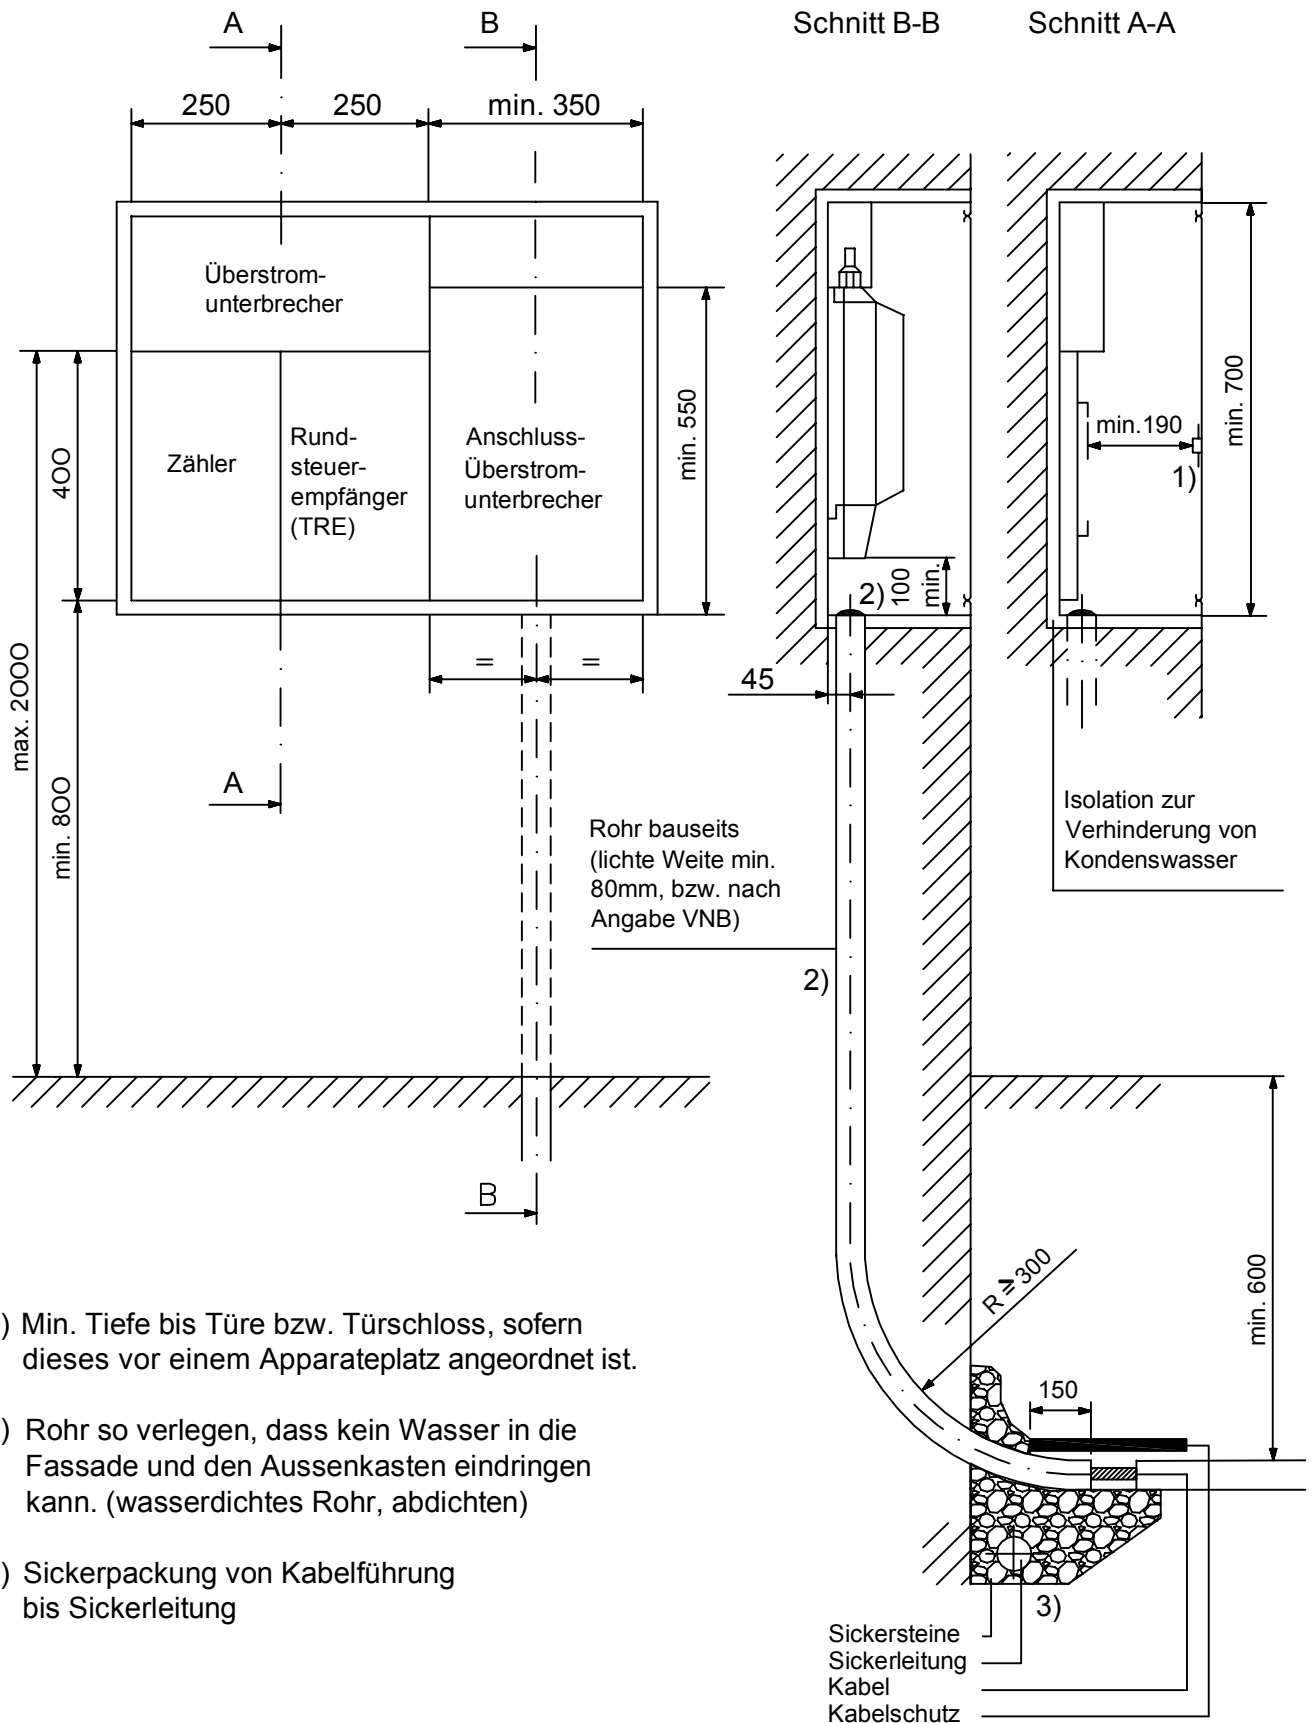 A
B
Schnitt B-B
Schnitt A-A
250
250
min. 350
Überstrom-
unterbrecher
Zähler
Rund-
steuer-
empfänger
(TRE)
Anschluss-
Überstrom-
unterbrecher
400
max. 2000
min. 800
min. 550
=
=
A
B
2)
100
min.
45
min. 700
min.190
1)
Isolation zur
Verhinderung von
Kondenswasser
Rohr bauseits
(lichte Weite min.
80mm, bzw. nach
Angabe VNB)
2)
R ≥ 300
min. 600
150
3)
Sickersteine
Sickerleitung
Kabel
Kabelschutz
) Min. Tiefe bis Türe bzw. Türschloss, sofern
dieses vor einem Apparateplatz angeordnet ist.
) Rohr so verlegen, dass kein Wasser in die
Fassade und den Aussenkasten eindringen
kann. (wasserdichtes Rohr, abdichten)
) Sickerpackung von Kabelführung
bis Sickerleitung